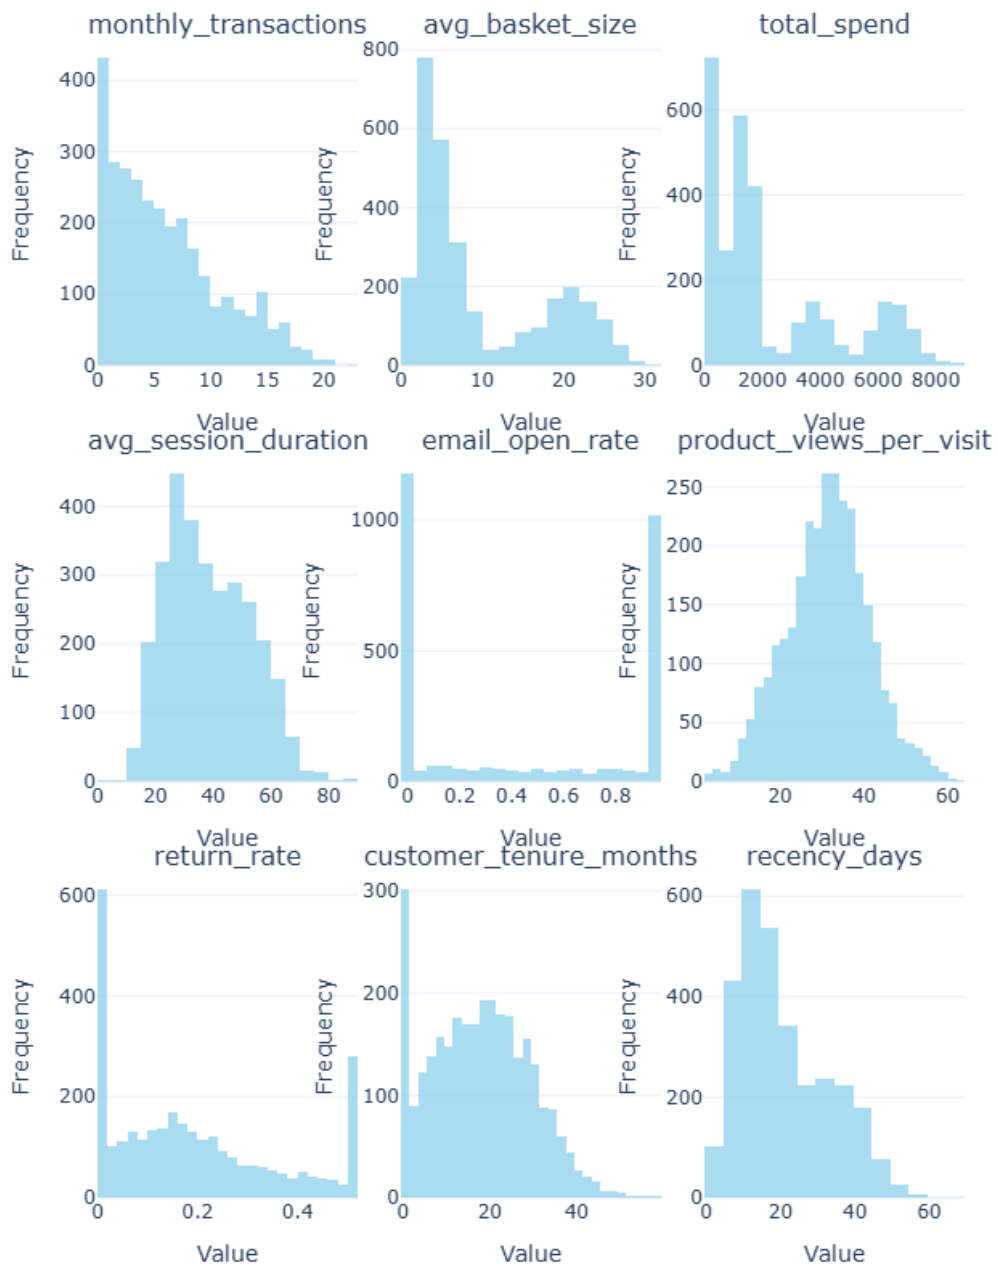 monthly_transactions avg_basket_size total_spend
800
400 600
300 600
Frequency Frequency Frequency
400 400
200
200 200
100
0 0 0
0 5 10 15 20 0 10 20 30 0 2000 4000 6000 8000
Value Value Value
avg_session_duration email_open_rate product_views_per_visit
400 1000 250
300 200
Frequency Frequency Frequency
200 500 150
100
100 50
0 0 0
0 20 40 60 80 0 0.2 0.4 0.6 0.8 20 40 60
Value Value Value
return_rate customer_tenure_months recency_days
600 300 600
400 200 400
Frequency Frequency Frequency
200 100 200
0 0 0
0 0.2 0.4 0 20 40 0 20 40 60
Value Value Value